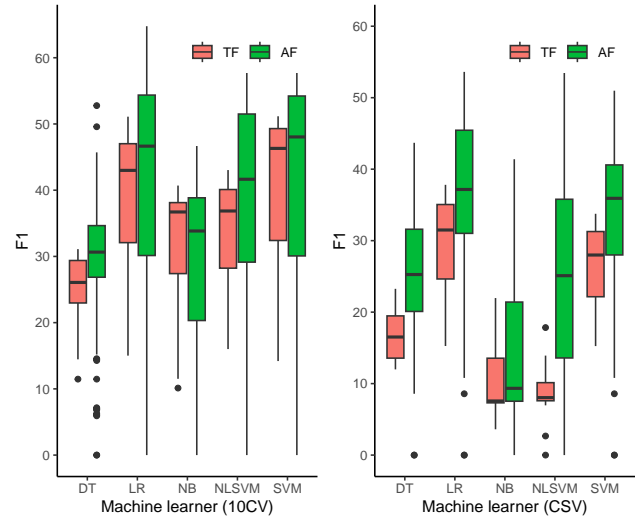 TF AF
60
50
40
30
20
10
0
F1
DT LR NB NLSVM SVM
Machine learner (10CV)
TF AF
60
50
40
30
20
10
0
F1
DT LR NB NLSVM SVM
Machine learner (CSV)